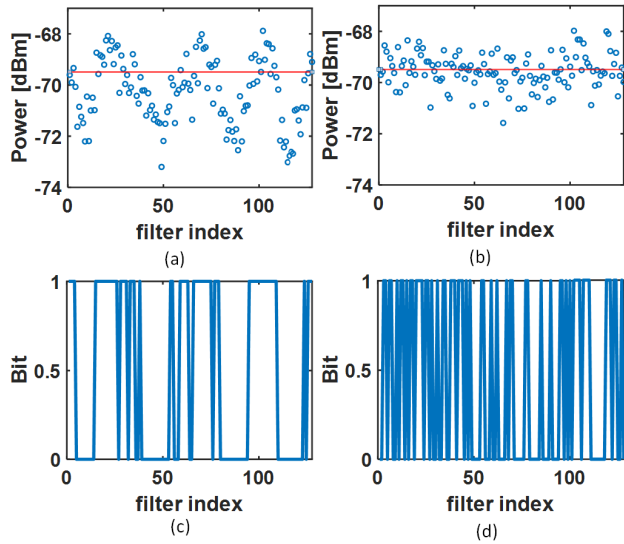 -68
-70
-72
-74
Power [dBm]
0
50
100
filter index
(a)
-68
-70
-72
-74
Power [dBm]
0
50
100
filter index
(b)
1
0.5
0
Bit
0
50
100
filter index
(c)
1
0.5
0
Bit
0
50
100
filter index
(d)